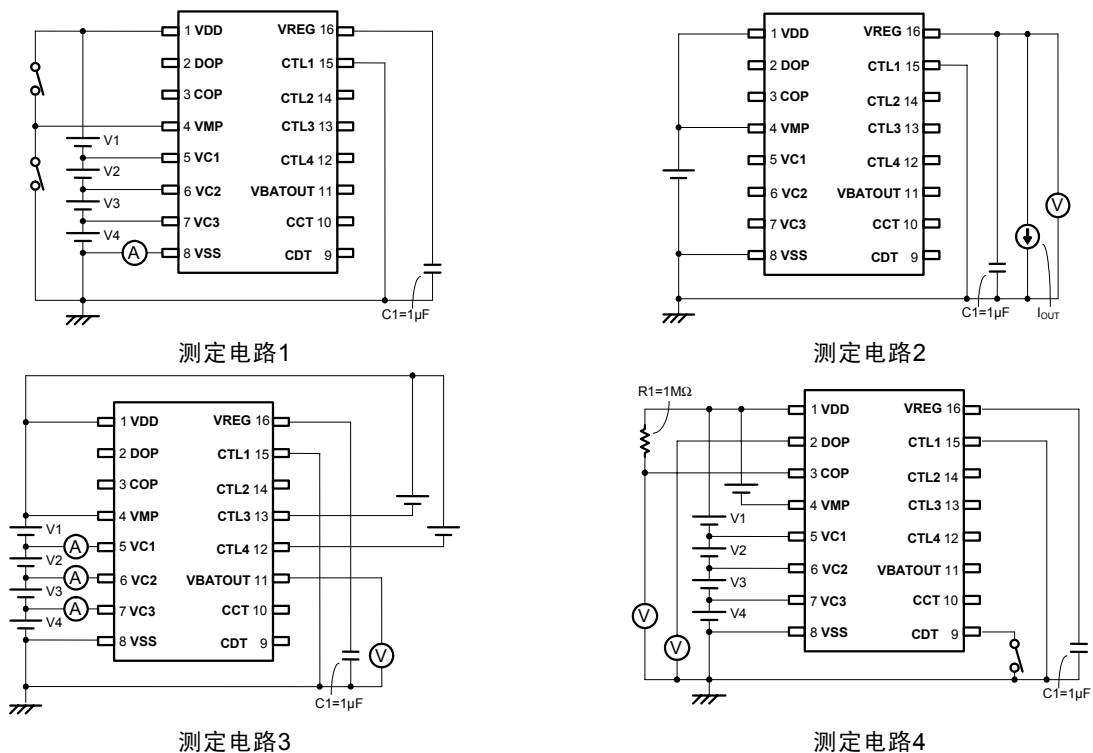 1 VDD
2 DOP
3 COP
4 VMP
5 VC1
6 VC2
7 VC3
8 VSS
VREG 16
CTL1 15
CTL2 14
CTL3 13
CTL4 12
VBATOUT 11
CCT 10
CDT 9
V1
V2
V3
V4
A
C1=1µF
测定电路1
1 VDD
2 DOP
3 COP
4 VMP
5 VC1
6 VC2
7 VC3
8 VSS
VREG 16
CTL1 15
CTL2 14
CTL3 13
CTL4 12
VBATOUT 11
CCT 10
CDT 9
V
C1=1µF
IOUT
测定电路2
1 VDD
2 DOP
3 COP
4 VMP
5 VC1
6 VC2
7 VC3
8 VSS
VREG 16
CTL1 15
CTL2 14
CTL3 13
CTL4 12
VBATOUT 11
CCT 10
CDT 9
V1
V2
V3
V4
A
A
A
V
C1=1µF
测定电路3
R1=1MΩ
1 VDD
2 DOP
3 COP
4 VMP
5 VC1
6 VC2
7 VC3
8 VSS
VREG 16
CTL1 15
CTL2 14
CTL3 13
CTL4 12
VBATOUT 11
CCT 10
CDT 9
V1
V2
V3
V4
V
V
C1=1µF
测定电路4